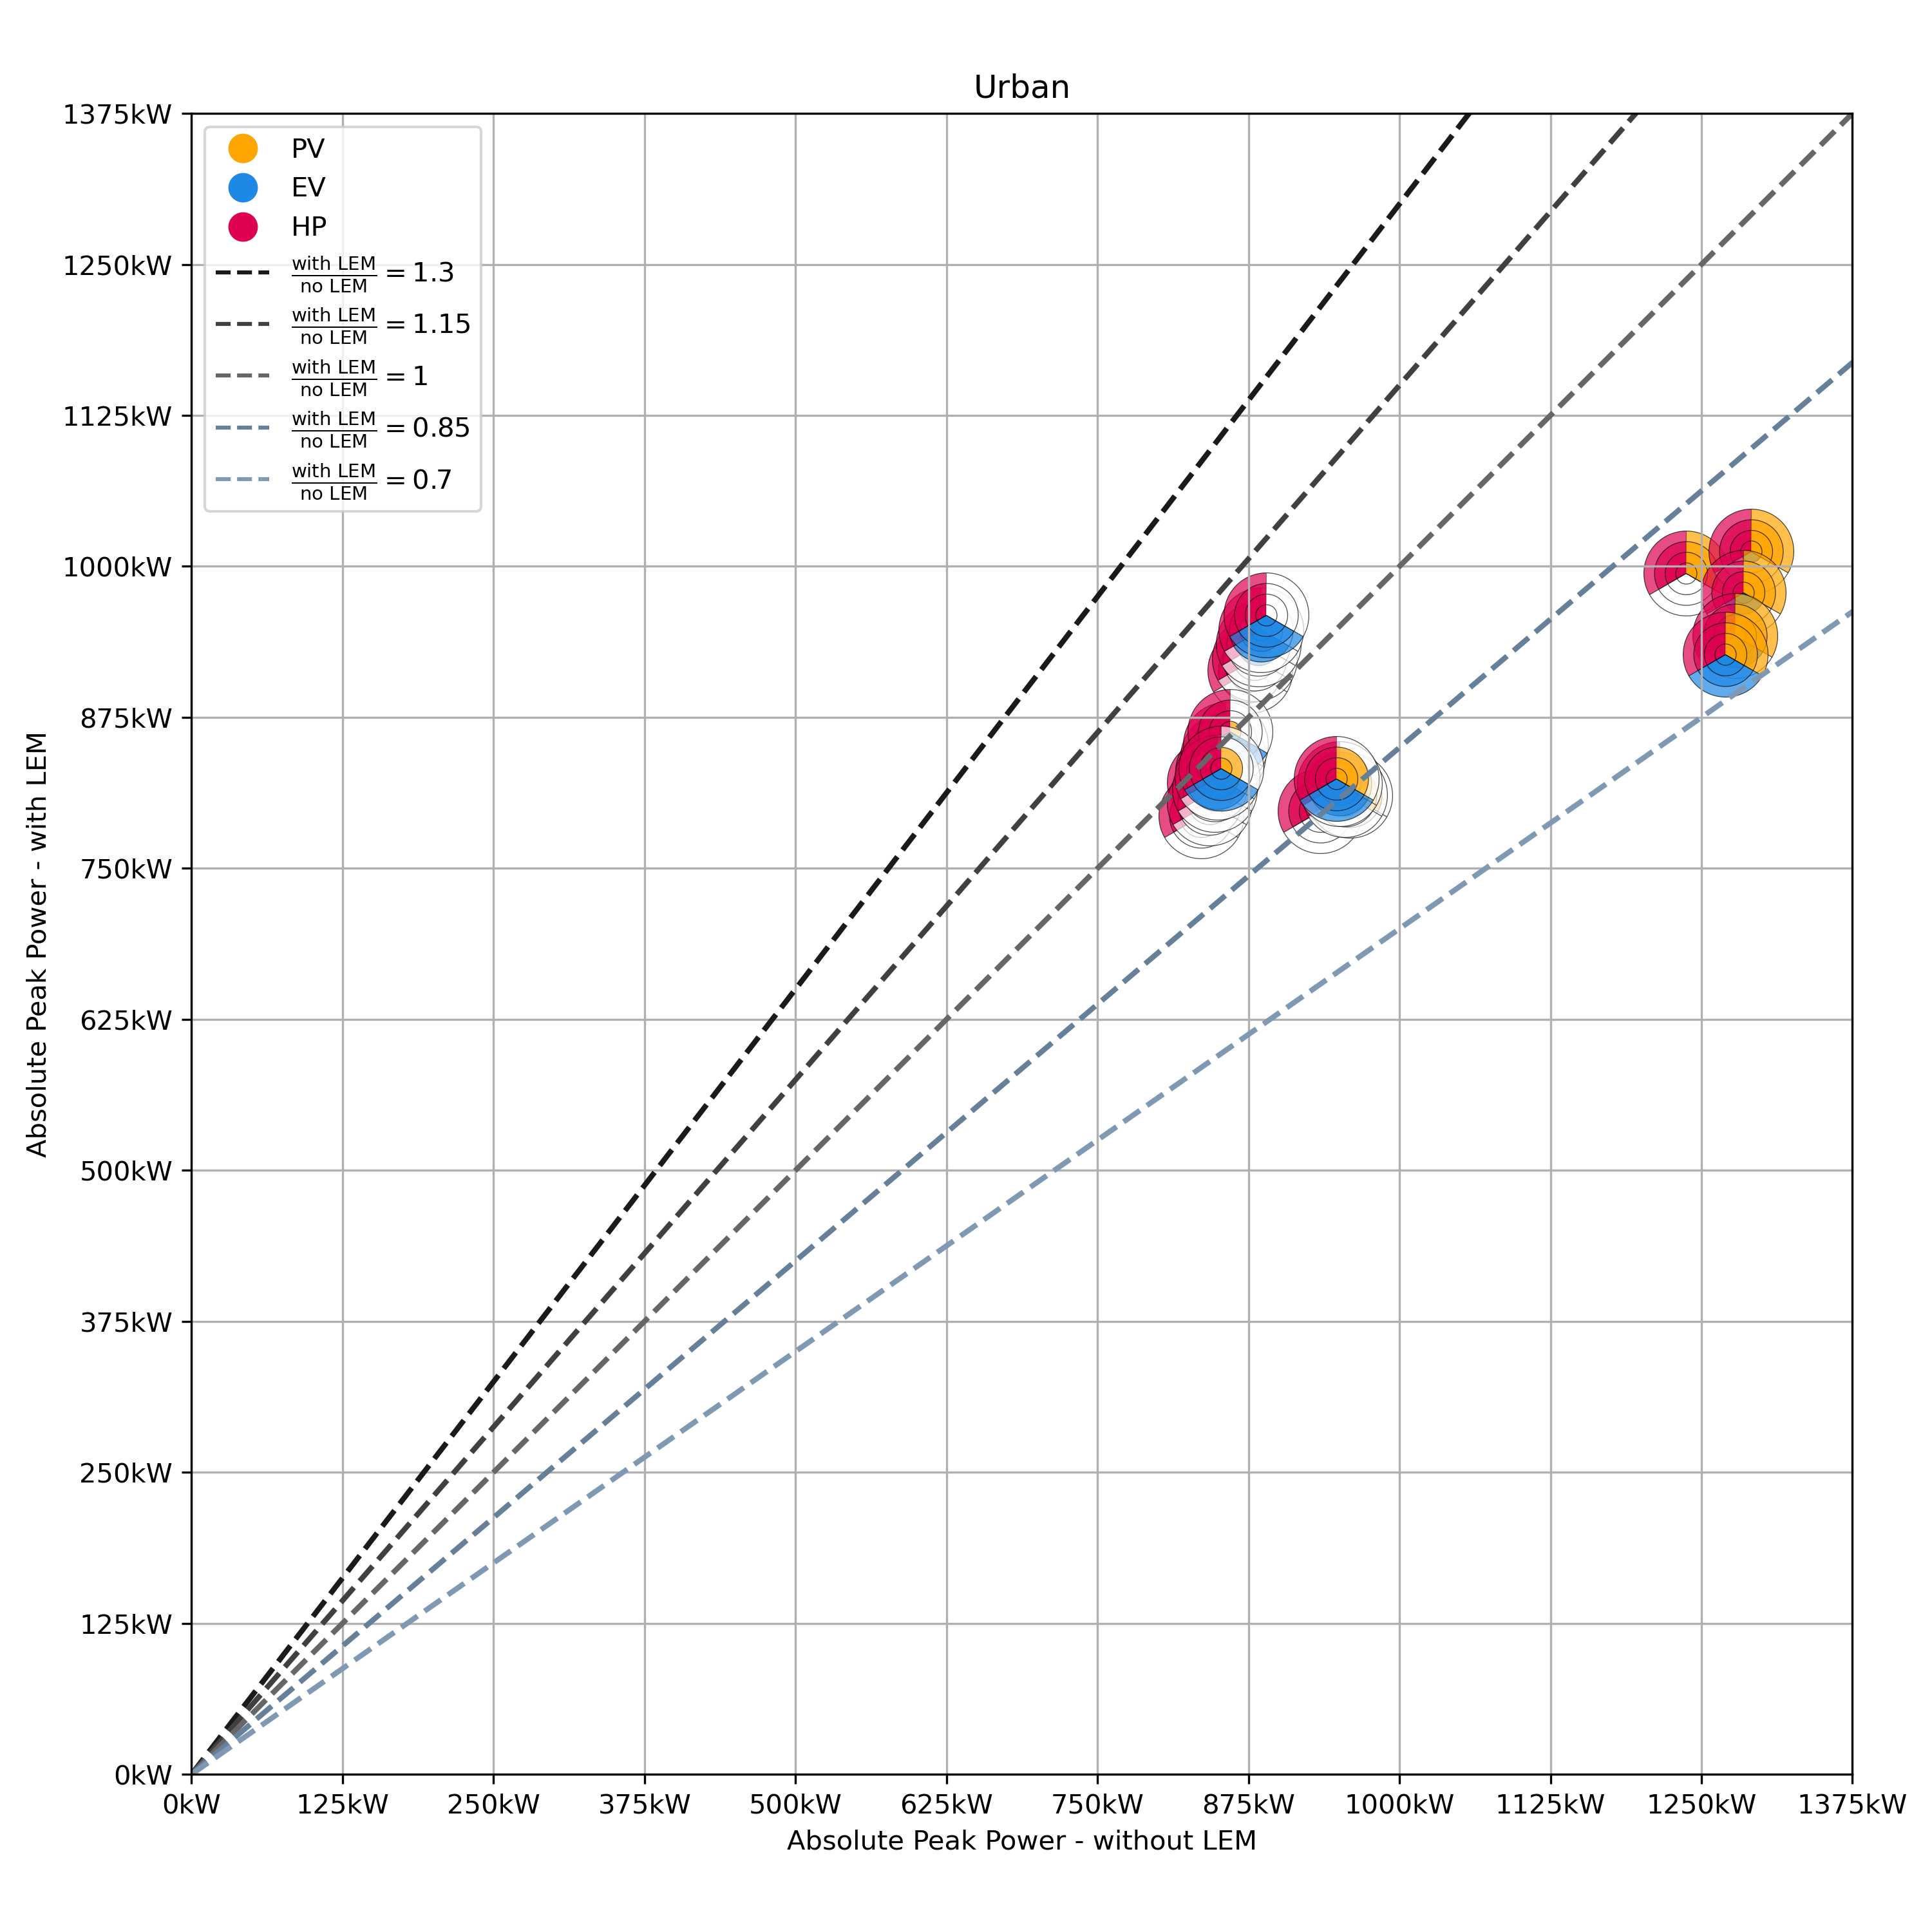 Urban
1375kW
1250kW
1125kW
1000kW
875kW
750kW
625kW
500kW
375kW
250kW
125kW
0kW
Absolute Peak Power - with LEM
PV
EV
HP
with LEM / no LEM = 1.3
with LEM / no LEM = 1.15
with LEM / no LEM = 1
with LEM / no LEM = 0.85
with LEM / no LEM = 0.7
0kW 125kW 250kW 375kW 500kW 625kW 750kW 875kW 1000kW 1125kW 1250kW 1375kW
Absolute Peak Power - without LEM